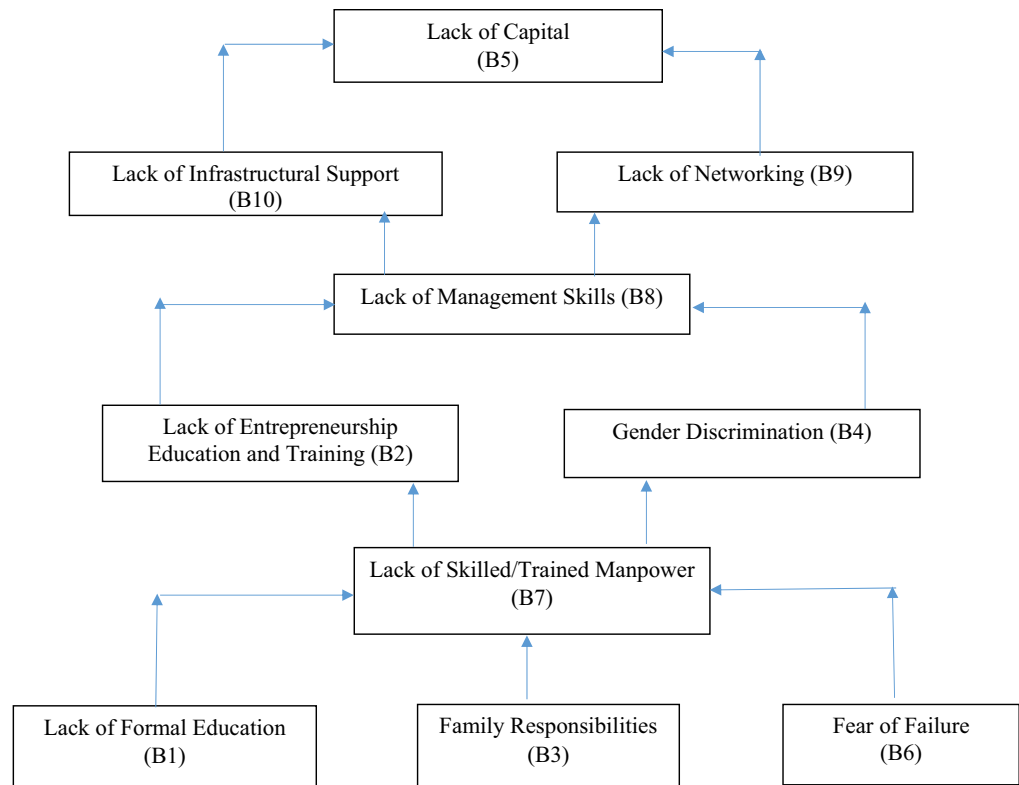 Lack of Capital
(B5)
Lack of Infrastructural Support
(B10)
Lack of Networking (B9)
Lack of Management Skills (B8)
Lack of Entrepreneurship
Education and Training (B2)
Gender Discrimination (B4)
Lack of Skilled/Trained Manpower
(B7)
Lack of Formal Education
(B1)
Family Responsibilities
(B3)
Fear of Failure
(B6)